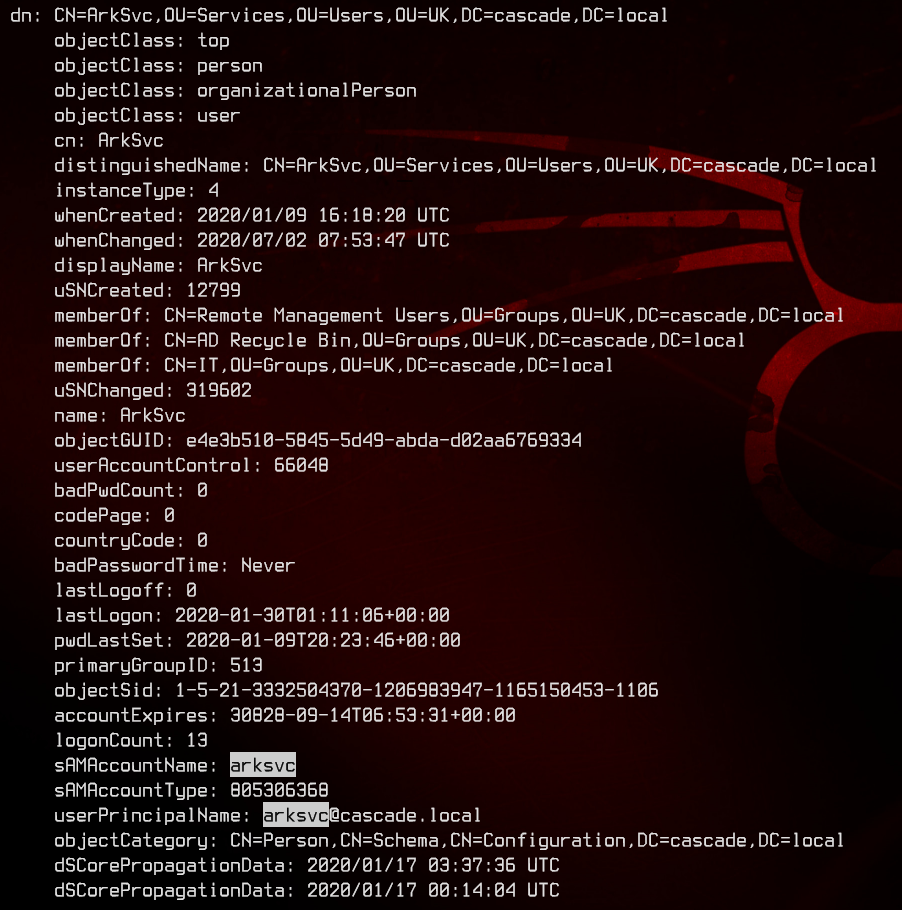 dn: CN=ArkSvc,OU=Services,OU=Users,OU=UK,DC=cascade,DC=local
objectClass: top
objectClass: person
objectClass: organizationalPerson
objectClass: user
cn: ArkSvc
distinguishedName: CN=ArkSvc,OU=Services,OU=Users,OU=UK,DC=cascade,DC=local
instanceType: 4
whenCreated: 2020/01/09 16:18:20 UTC
whenChanged: 2020/07/02 07:53:47 UTC
displayName: ArkSvc
uSNCreated: 12799
memberOf: CN=Remote Management Users,OU=Groups,OU=UK,DC=cascade,DC=local
memberOf: CN=AD Recycle Bin,OU=Groups,OU=UK,DC=cascade,DC=local
memberOf: CN=IT,OU=Groups,OU=UK,DC=cascade,DC=local
uSNChanged: 319602
name: ArkSvc
objectGUID: e4e3b510-5845-5d49-abda-d02aa6769334
userAccountControl: 66048
badPwdCount: 0
codePage: 0
countryCode: 0
badPasswordTime: Never
lastLogoff: 0
lastLogon: 2020-01-30T01:11:06+00:00
pwdLastSet: 2020-01-09T20:23:46+00:00
primaryGroupID: 513
objectSid: 1-5-21-3332504370-1206983947-1165150453-1106
accountExpires: 30828-09-14T06:53:31+00:00
logonCount: 13
sAMAccountName: arksvc
sAMAccountType: 805306368
userPrincipalName: arksvc@cascade.local
objectCategory: CN=Person,CN=Schema,CN=Configuration,DC=cascade,DC=local
dSCorePropagationData: 2020/01/17 03:37:36 UTC
dSCorePropagationData: 2020/01/17 00:14:04 UTC